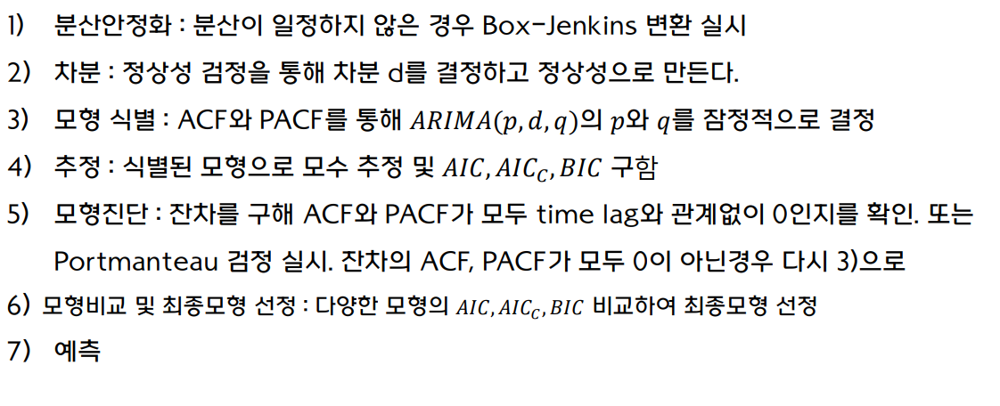 1) 분산안정화 : 분산이 일정하지 않은 경우 Box-Jenkins 변환 실시
2) 차분 : 정상성 검정을 통해 차분 d를 결정하고 정상성으로 만든다.
3) 모형 식별 : ACF와 PACF를 통해 ARIMA(p, d, q)의 p와 q를 잠정적으로 결정
4) 추정 : 식별된 모형으로 모수 추정 및 AIC, AIC_C, BIC 구함
5) 모형진단 : 잔차를 구해 ACF와 PACF가 모두 time lag와 관계없이 0인지를 확인. 또는
Portmanteau 검정 실시. 잔차의 ACF, PACF가 모두 0이 아닌경우 다시 3)으로
6) 모형비교 및 최종모형 선정 : 다양한 모형의 AIC, AIC_C, BIC 비교하여 최종모형 선정
7) 예측